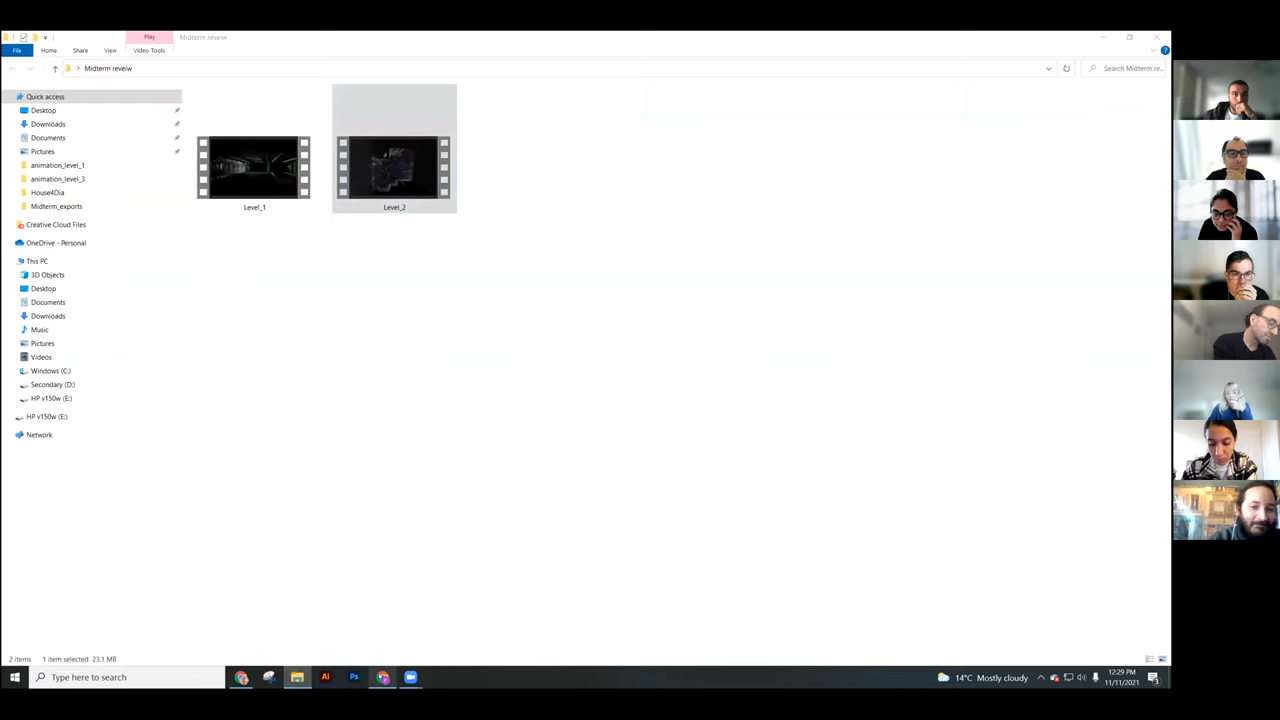 Play
Midterm reveiw
File
Home
Share
View
Video Tools
Midterm reveiw
Search Midterm re...
Quick access
Desktop
Downloads
Documents
Pictures
animation_level_1
animation_level_3
House4Dia
Midterm_exports
Creative Cloud Files
OneDrive - Personal
This PC
3D Objects
Desktop
Documents
Downloads
Music
Pictures
Videos
Windows (C:)
Secondary (D:)
HP v150w (E:)
HP v150w (E:)
Network
Level_1
Level_2
2 items
1 item selected 23.1 MB
Type here to search
Ai
Ps
14°C Mostly cloudy
12:29 PM
11/11/2021